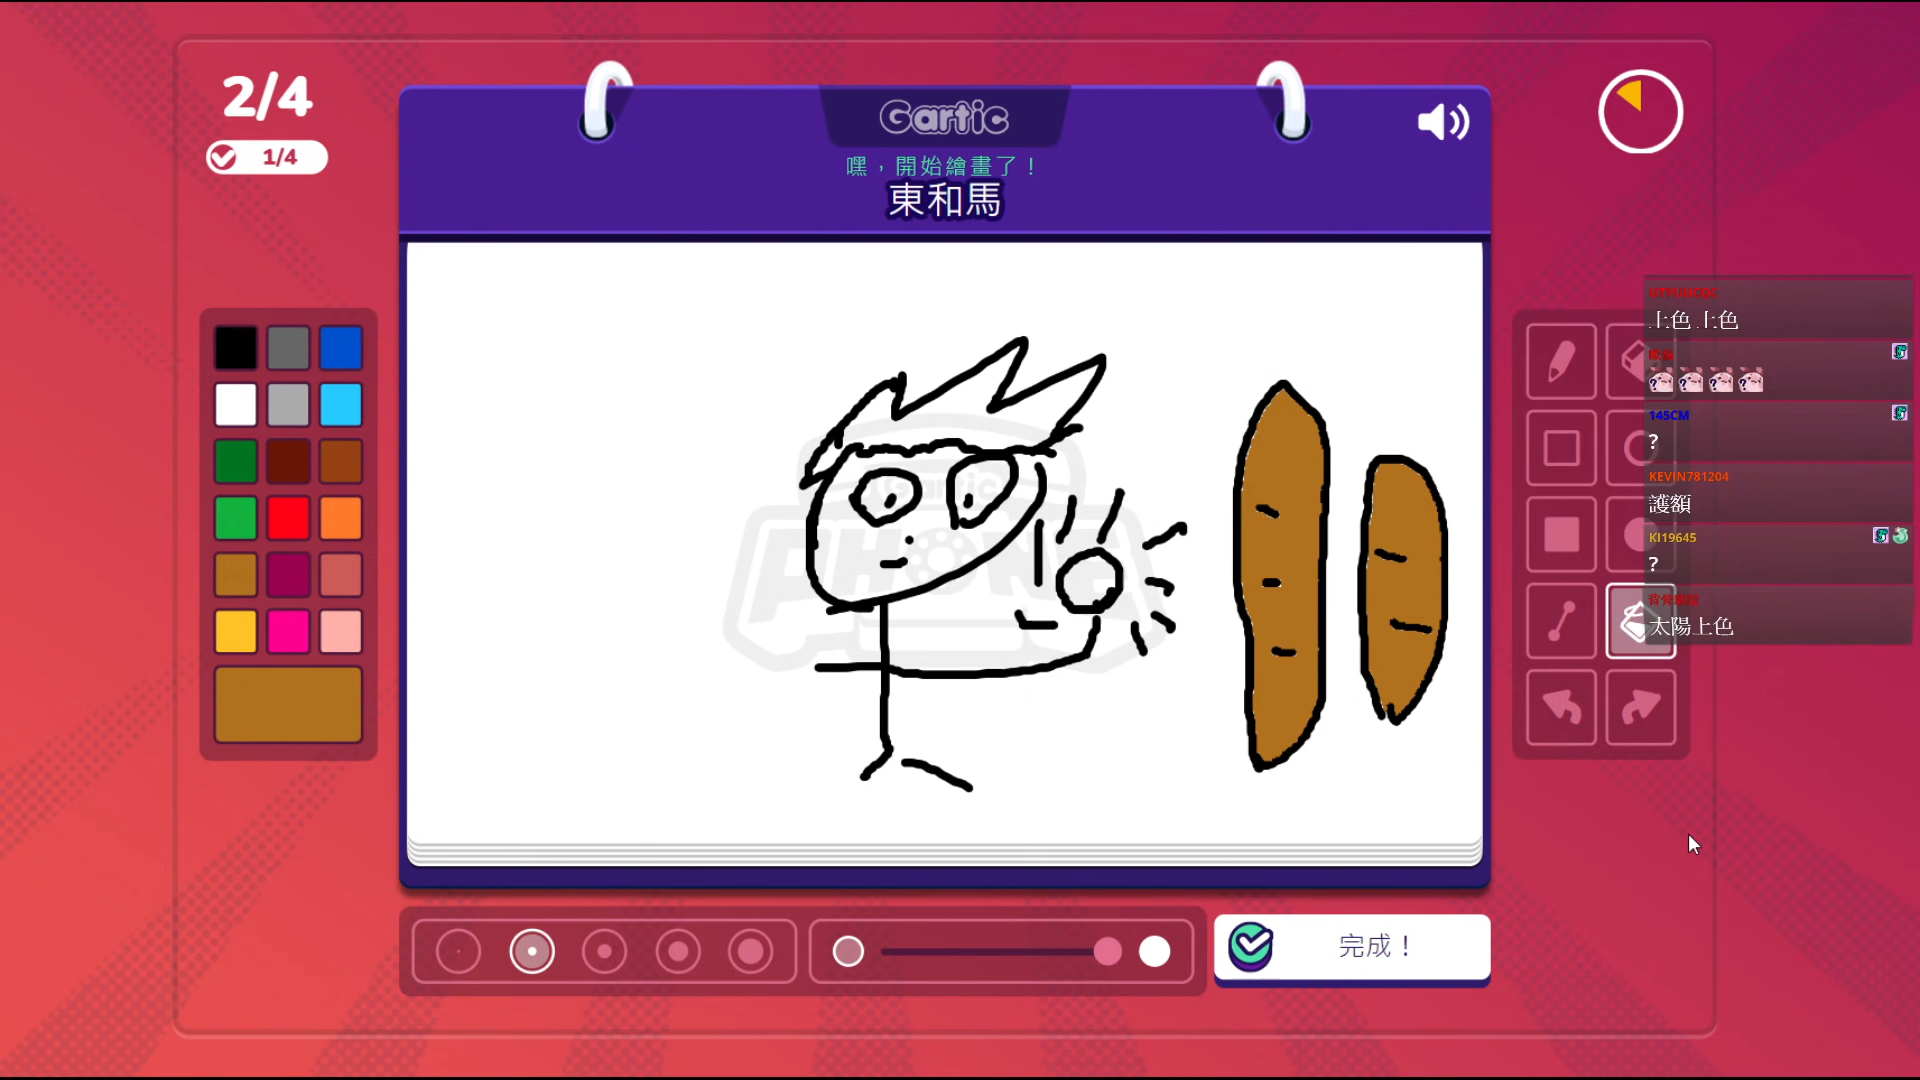 2/4
1/4
Gartic
嘿，開始繪畫了！
東和馬
上色 上色
145CM
?
KEVIN781204
護額
KI19645
?
太陽上色
完成！